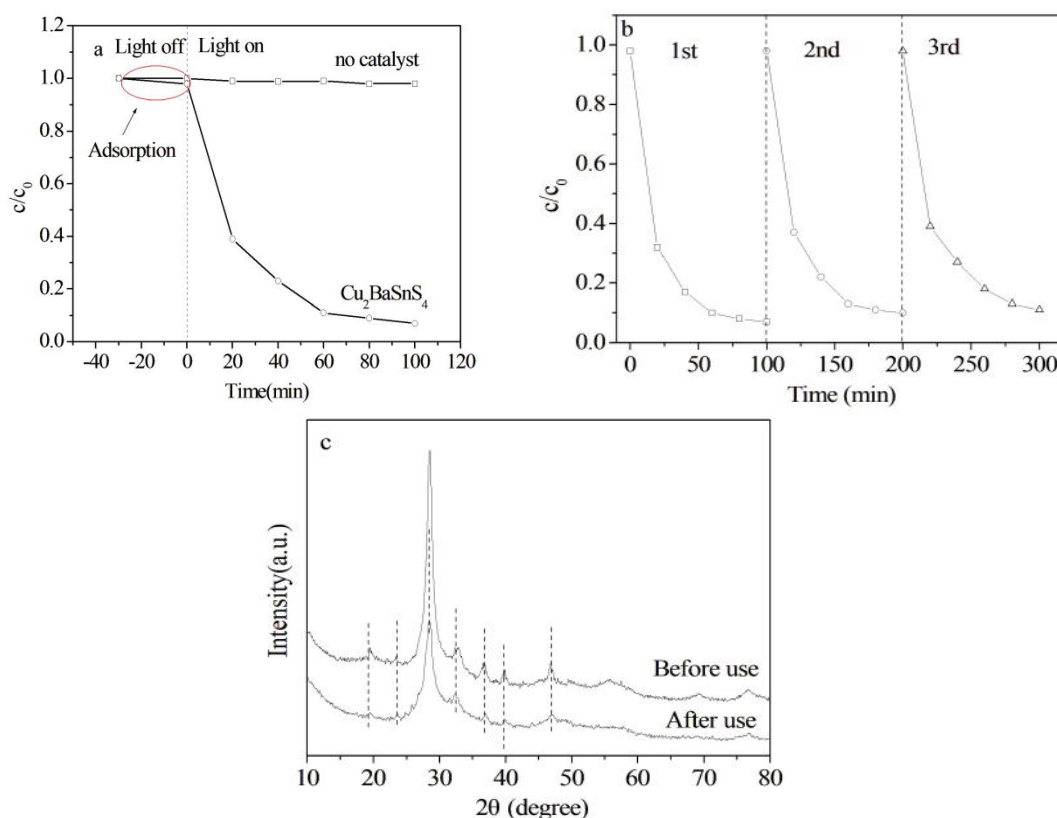 a
Light off
Light on
no catalyst
Adsorption
Cu₂BaSnS₄
c/c₀
1.2
1.0
0.8
0.6
0.4
0.2
0.0
-40 -20 0 20 40 60 80 100 120
Time(min)
b
1st
2nd
3rd
c/c₀
1.0
0.8
0.6
0.4
0.2
0.0
0 50 100 150 200 250 300
Time (min)
c
Intensity(a.u.)
Before use
After use
10 20 30 40 50 60 70 80
2θ (degree)